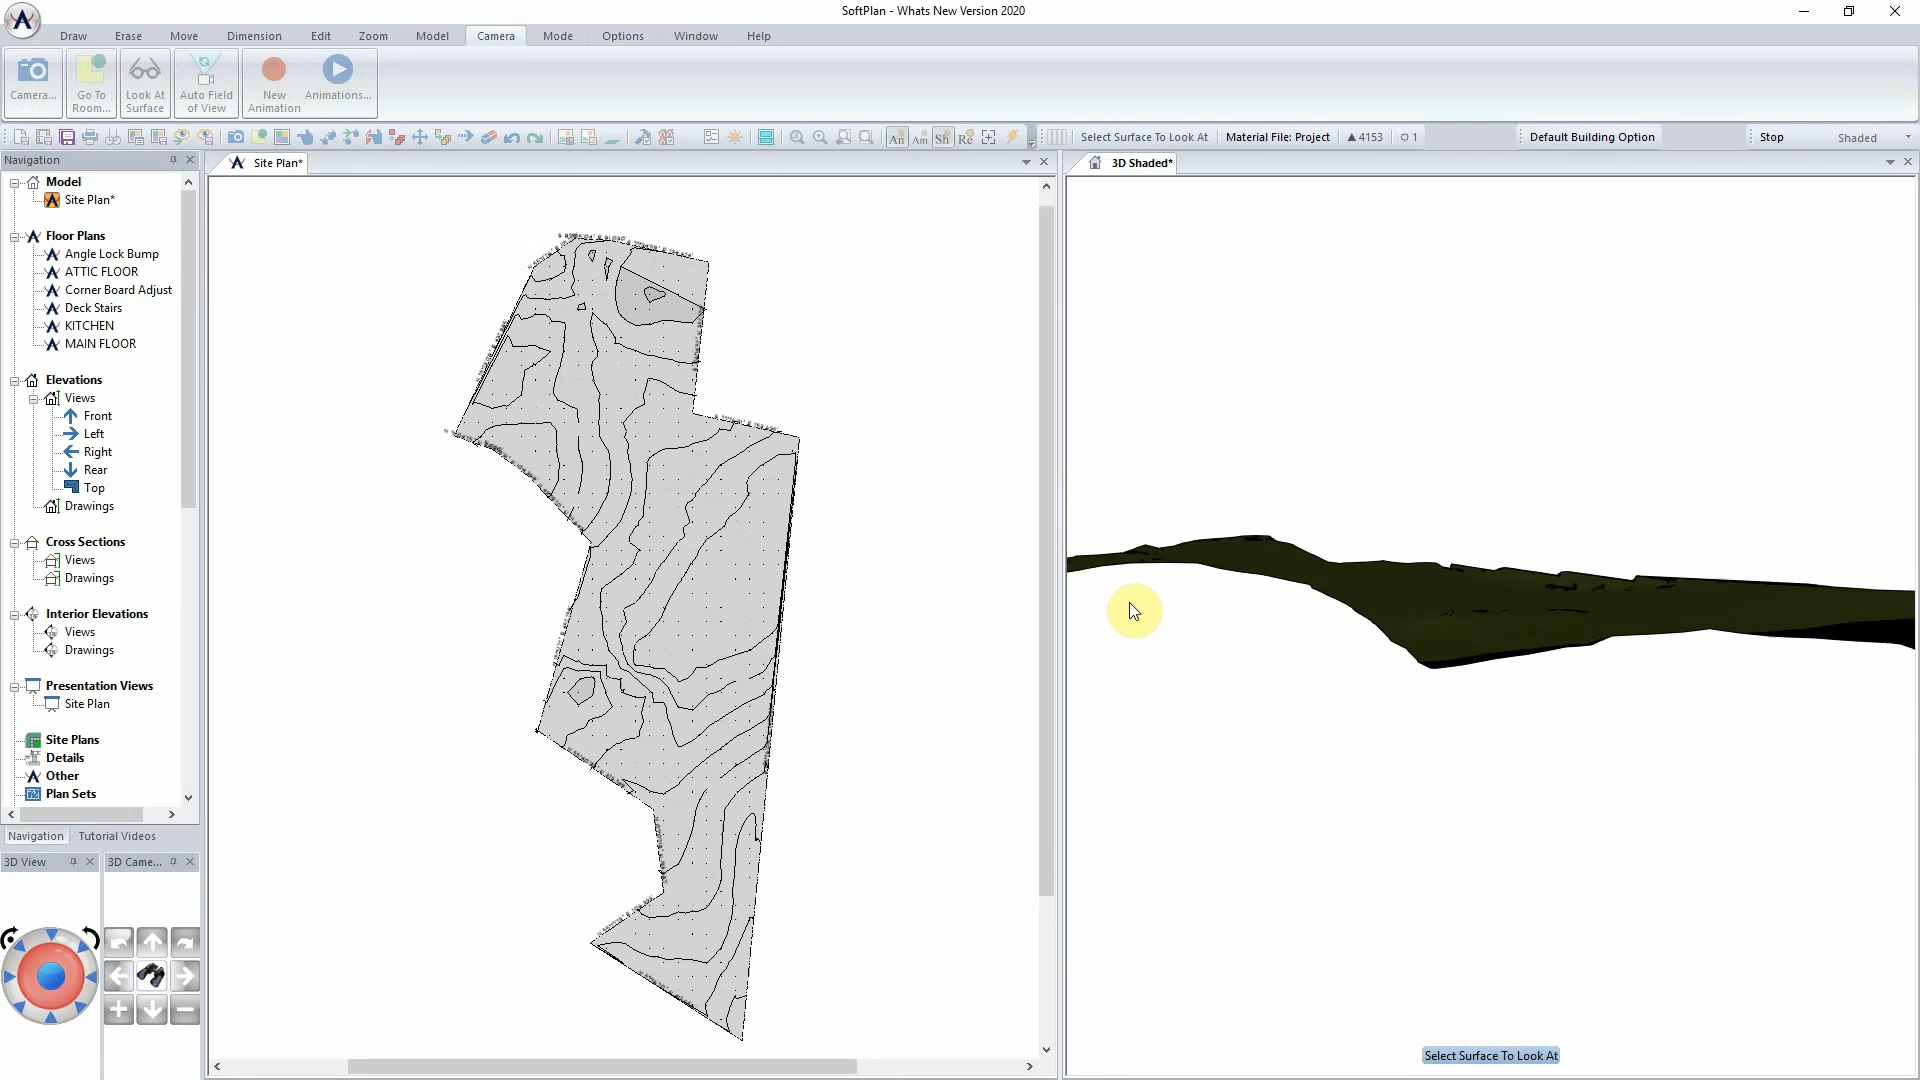 SoftPlan - Whats New Version 2020
Draw Erase Move Dimension Edit Zoom Model Camera Mode Options Window Help
Camera... Go To Room... Look At Surface Auto Field of View New Animation Animations...
An Am Sh Re Select Surface To Look At Material File: Project 4153 1 Default Building Option Stop Shaded
Navigation
Site Plan*
3D Shaded*
Model
Site Plan*
Floor Plans
Angle Lock Bump
ATTIC FLOOR
Corner Board Adjust
Deck Stairs
KITCHEN
MAIN FLOOR
Elevations
Views
Front
Left
Right
Rear
Top
Drawings
Cross Sections
Views
Drawings
Interior Elevations
Views
Drawings
Presentation Views
Site Plan
Site Plans
Details
Other
Plan Sets
Navigation Tutorial Videos
3D View 3D Came...
Select Surface To Look At